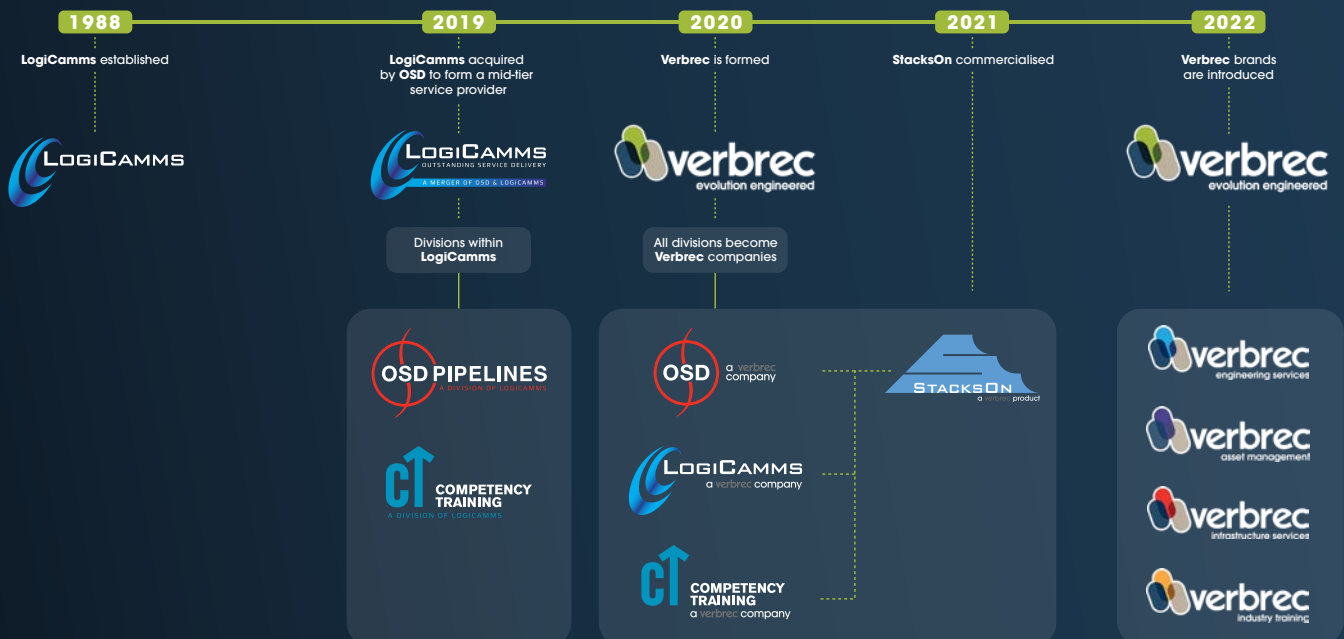 1988
2019
2020
2021
2022
LogiCamms established
LogiCamms acquired
by OSD to form a mid-tier
service provider
Verbrec is formed
StacksOn commercialised
Verbrec brands
are introduced
LOGICAMMS
LOGICAMMS
OUTSTANDING SERVICE DELIVERY
A MERGER OF OSD & LOGICAMMS
verbrec
evolution engineered
verbrec
evolution engineered
Divisions within
LogiCamms
All divisions become
Verbrec companies
OSD PIPELINES
A DIVISION OF LOGICAMMS
CT COMPETENCY
TRAINING
A DIVISION OF LOGICAMMS
OSD
a verbrec
company
LOGICAMMS
a verbrec company
CT COMPETENCY
TRAINING
a verbrec company
STACKSON
a verbrec product
verbrec
engineering services
verbrec
asset management
verbrec
infrastructure services
verbrec
industry training